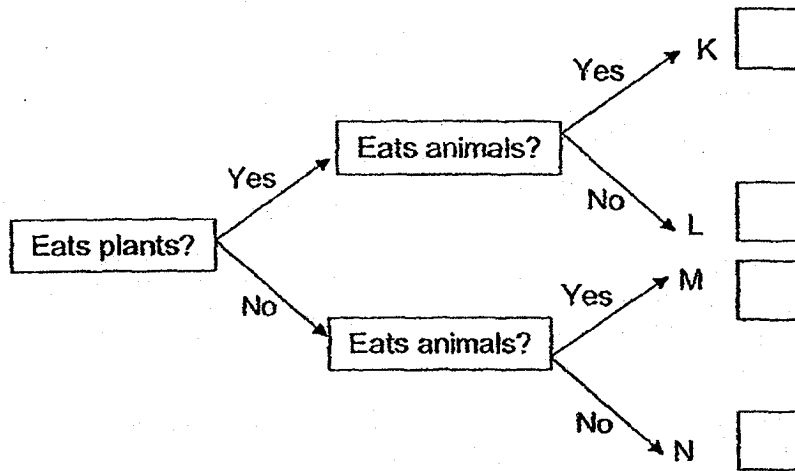 Yes
K
Eats animals?
Yes
No
L
Eats plants?
Yes
M
No
Eats animals?
No
N